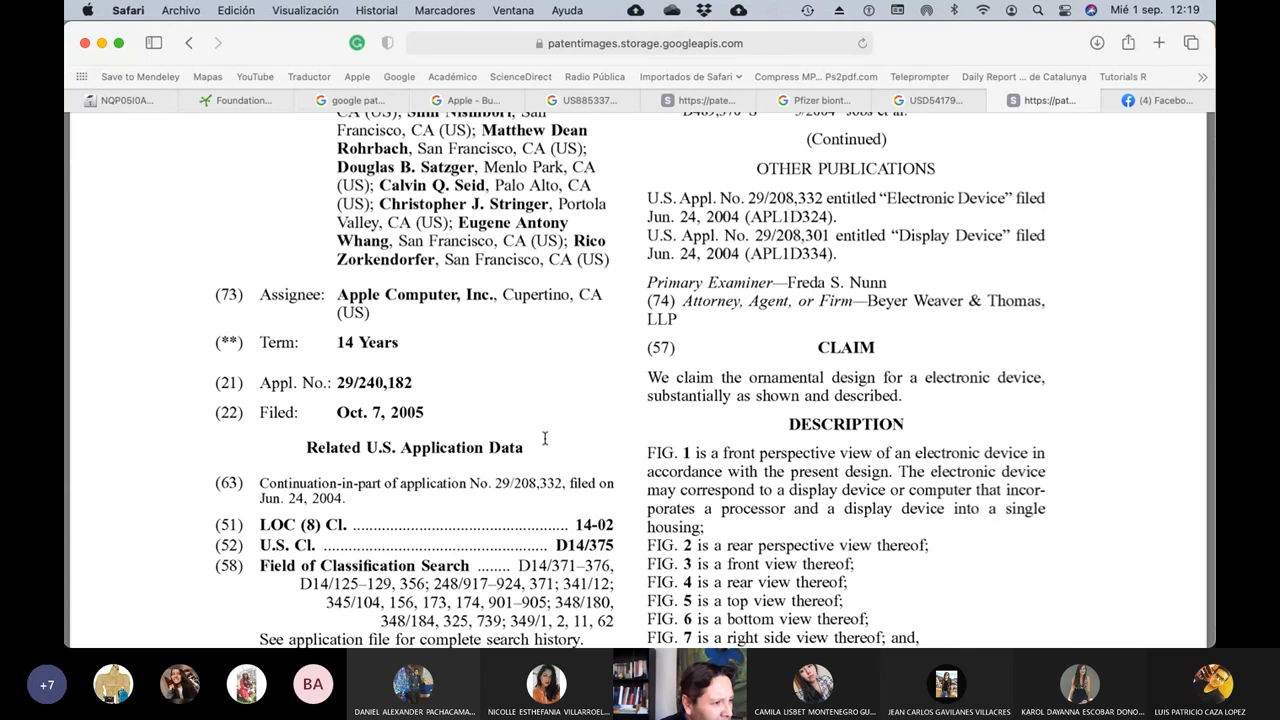 Safari Archivo Edición Visualización Historial Marcadores Ventana Ayuda Mié 1 sep. 12:19
patentimages.storage.googleapis.com
Save to Mendeley Mapas YouTube Traductor Apple Google Académico ScienceDirect Radio Pública Importados de Safari Compress MP... Ps2pdf.com Teleprompter Daily Report ... de Catalunya Tutorials R
NQP05I0A... Foundation... google pat... Apple - Bu... US885337... https://pate... Pfizer biont... USD54179... https://pat... (4) Facebo...
CA (US); Shin Nishibori, San
Francisco, CA (US); Matthew Dean
Rohrbach, San Francisco, CA (US);
Douglas B. Satzger, Menlo Park, CA
(US); Calvin Q. Seid, Palo Alto, CA
(US); Christopher J. Stringer, Portola
Valley, CA (US); Eugene Antony
Whang, San Francisco, CA (US); Rico
Zorkendorfer, San Francisco, CA (US)
(73) Assignee: Apple Computer, Inc., Cupertino, CA
(US)
(**) Term: 14 Years
(21) Appl. No.: 29/240,182
(22) Filed: Oct. 7, 2005
Related U.S. Application Data
(63) Continuation-in-part of application No. 29/208,332, filed on
Jun. 24, 2004.
(51) LOC (8) Cl. .................................................. 14-02
(52) U.S. Cl. .................................................. D14/375
(58) Field of Classification Search ........ D14/371–376,
D14/125–129, 356; 248/917–924, 371; 341/12;
345/104, 156, 173, 174, 901–905; 348/180,
348/184, 325, 739; 349/1, 2, 11, 62
See application file for complete search history.
(Continued)
OTHER PUBLICATIONS
U.S. Appl. No. 29/208,332 entitled “Electronic Device” filed
Jun. 24, 2004 (APL1D324).
U.S. Appl. No. 29/208,301 entitled “Display Device” filed
Jun. 24, 2004 (APL1D334).
Primary Examiner—Freda S. Nunn
(74) Attorney, Agent, or Firm—Beyer Weaver & Thomas,
LLP
(57) CLAIM
We claim the ornamental design for a electronic device,
substantially as shown and described.
DESCRIPTION
FIG. 1 is a front perspective view of an electronic device in
accordance with the present design. The electronic device
may correspond to a display device or computer that incor-
porates a processor and a display device into a single
housing;
FIG. 2 is a rear perspective view thereof;
FIG. 3 is a front view thereof;
FIG. 4 is a rear view thereof;
FIG. 5 is a top view thereof;
FIG. 6 is a bottom view thereof;
FIG. 7 is a right side view thereof; and,
+7 BA
DANIEL ALEXANDER PACHACAMA... NICOLLE ESTHEFANIA VILLARROEL... CAMILA LISBET MONTENEGRO GU... JEAN CARLOS GAVILANES VILLACRES KAROL DAYANNA ESCOBAR DONO... LUIS PATRICIO CAZA LOPEZ